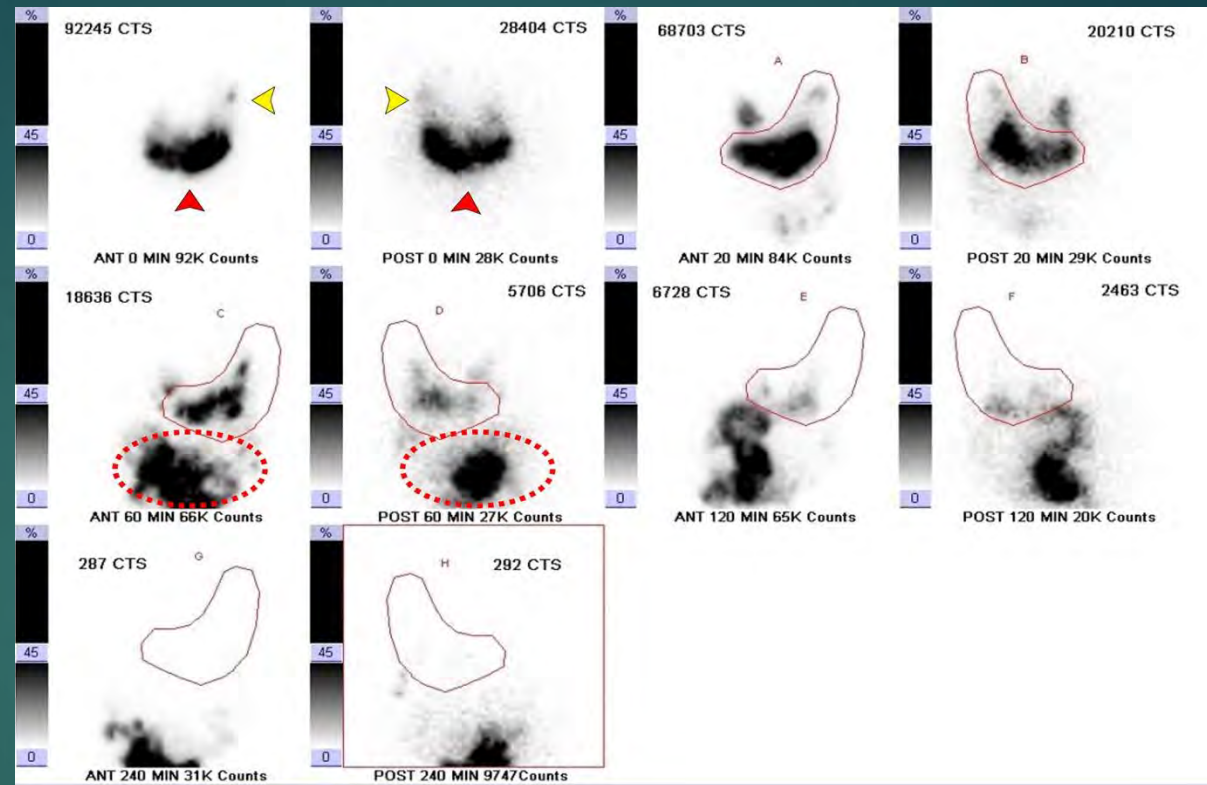 %
92245 CTS
45
0
ANT 0 MIN 92K Counts
%
28404 CTS
45
0
POST 0 MIN 28K Counts
%
68703 CTS
A
45
0
ANT 20 MIN 84K Counts
%
20210 CTS
B
45
0
POST 20 MIN 29K Counts
%
18636 CTS
C
45
0
ANT 60 MIN 66K Counts
%
5706 CTS
D
45
0
POST 60 MIN 27K Counts
%
6728 CTS
E
45
0
ANT 120 MIN 65K Counts
%
2463 CTS
F
45
0
POST 120 MIN 20K Counts
%
287 CTS
G
45
0
ANT 240 MIN 31K Counts
%
H
292 CTS
45
0
POST 240 MIN 9747Counts